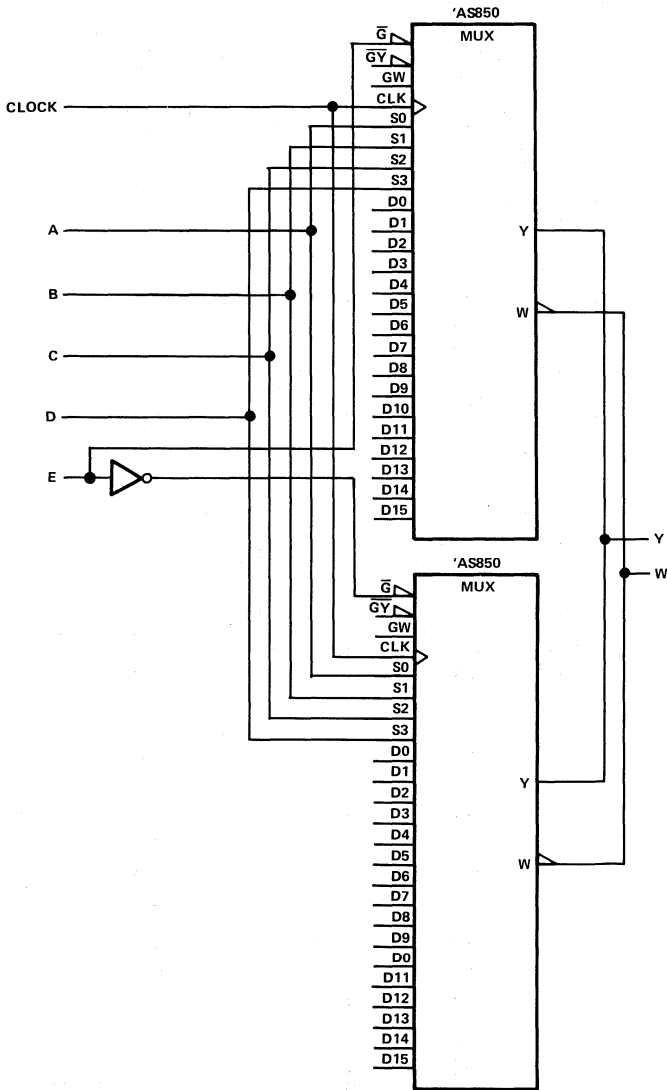 'AS850
MUX
G̅
G̅Y̅
GW
CLK
CLOCK
S0
S1
S2
S3
D0
D1
A
Y
D2
D3
B
D4
D5
W
D6
D7
C
D8
D9
D10
D
D11
D12
D13
E
D14
D15
Y
'AS850
W
MUX
G̅
G̅Y̅
GW
CLK
S0
S1
S2
S3
D0
D1
Y
D2
D3
D4
D5
W
D6
D7
D8
D9
D0
D11
D12
D13
D14
D15